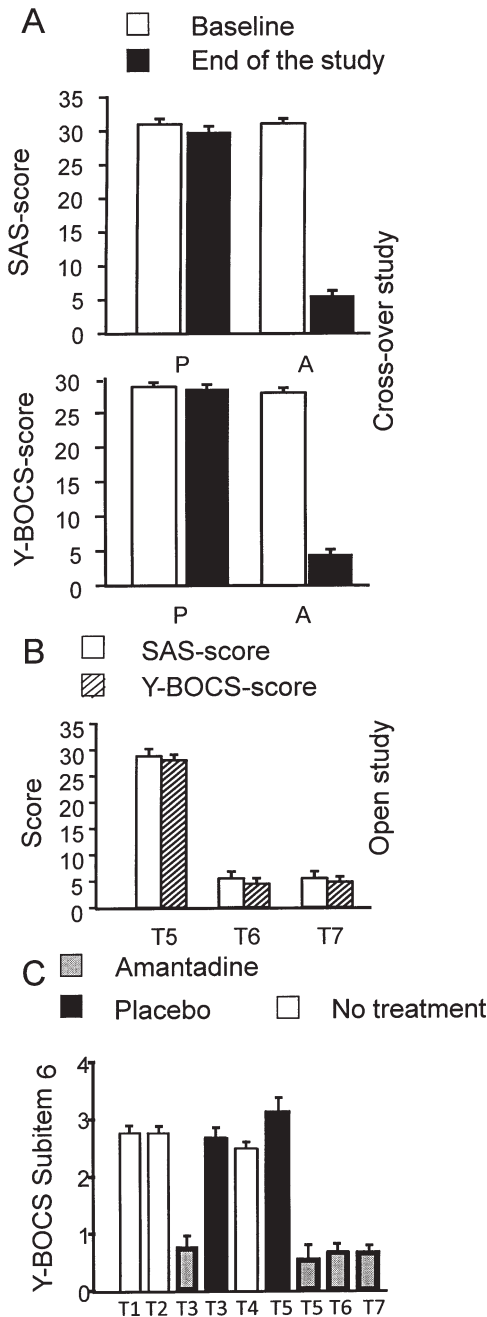 A
Baseline
End of the study
35
30
25
20
15
10
5
0
SAS-score
P A
Cross-over study
30
25
20
15
10
5
0
Y-BOCS-score
P A
B
SAS-score
Y-BOCS-score
35
30
25
20
15
10
5
0
Score
Open study
T5 T6 T7
C
Amantadine
Placebo No treatment
4
3
2
1
0
Y-BOCS Subitem 6
T1 T2 T3 T3 T4 T5 T5 T6 T7